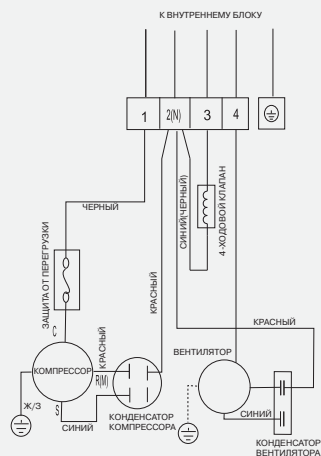 К ВНУТРЕННЕМУ БЛОКУ
1
2(N)
3
4
ЧЕРНЫЙ
СИНИЙ(ЧЕРНЫЙ)
4-ХОДОВОЙ КЛАПАН
ЗАЩИТА ОТ ПЕРЕГРУЗКИ
КРАСНЫЙ
КРАСНЫЙ
C
КРАСНЫЙ
ВЕНТИЛЯТОР
КОМПРЕССОР
R(M)
S
Ж/З
СИНИЙ
КОНДЕНСАТОР
КОМПРЕССОРА
СИНИЙ
КОНДЕНСАТОР
ВЕНТИЛЯТОРА